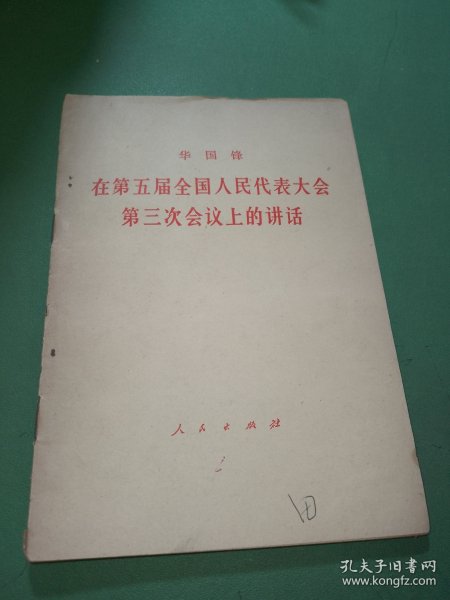 华国锋
在第五届全国人民代表大会
第三次会议上的讲话
人民出版社
孔夫子旧书网
www.kongfz.com